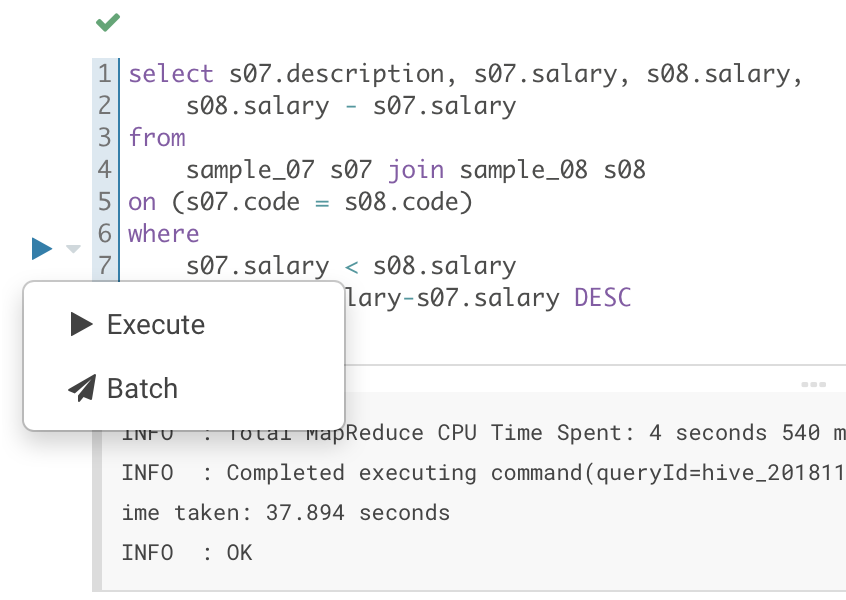 1 select s07.description, s07.salary, s08.salary,
2 s08.salary - s07.salary
3 from
4 sample_07 s07 join sample_08 s08
5 on (s07.code = s08.code)
6 where
7 s07.salary < s08.salary
lary-s07.salary DESC
Execute
Batch
INFO : Total MapReduce CPU Time Spent: 4 seconds 540 m
INFO : Completed executing command(queryId=hive_201811
ime taken: 37.894 seconds
INFO : OK